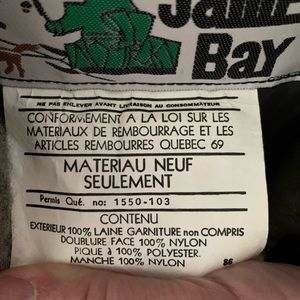 James
Bay
NE PAS ENLEVER AVANT LIVRAISON AU CONSOMMATEUR
CONFORMEMENT A LA LOI SUR LES
MATERIAUX DE REMBOURRAGE ET LES
ARTICLES REMBOURRES QUEBEC 69
MATERIAU NEUF
SEULEMENT
Permis Qué. no: 1550-103
CONTENU
EXTERIEUR 100% LAINE GARNITURE NON COMPRIS
DOUBLURE FACE 100% NYLON
PIQUE à 100% POLYESTER.
MANCHE 100% NYLON 86